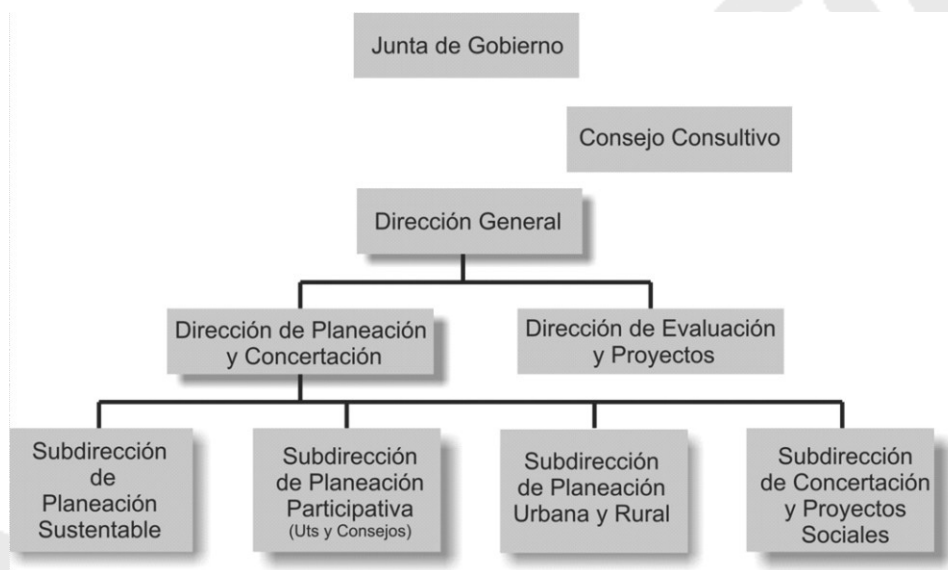 Junta de Gobierno
Consejo Consultivo
Dirección General
Dirección de Planeación
y Concertación
Dirección de Evaluación
y Proyectos
Subdirección
de
Planeación
Sustentable
Subdirección
de Planeación
Participativa
(Uts y Consejos)
Subdirección
de Planeación
Urbana y Rural
Subdirección
de Concertación
y Proyectos
Sociales